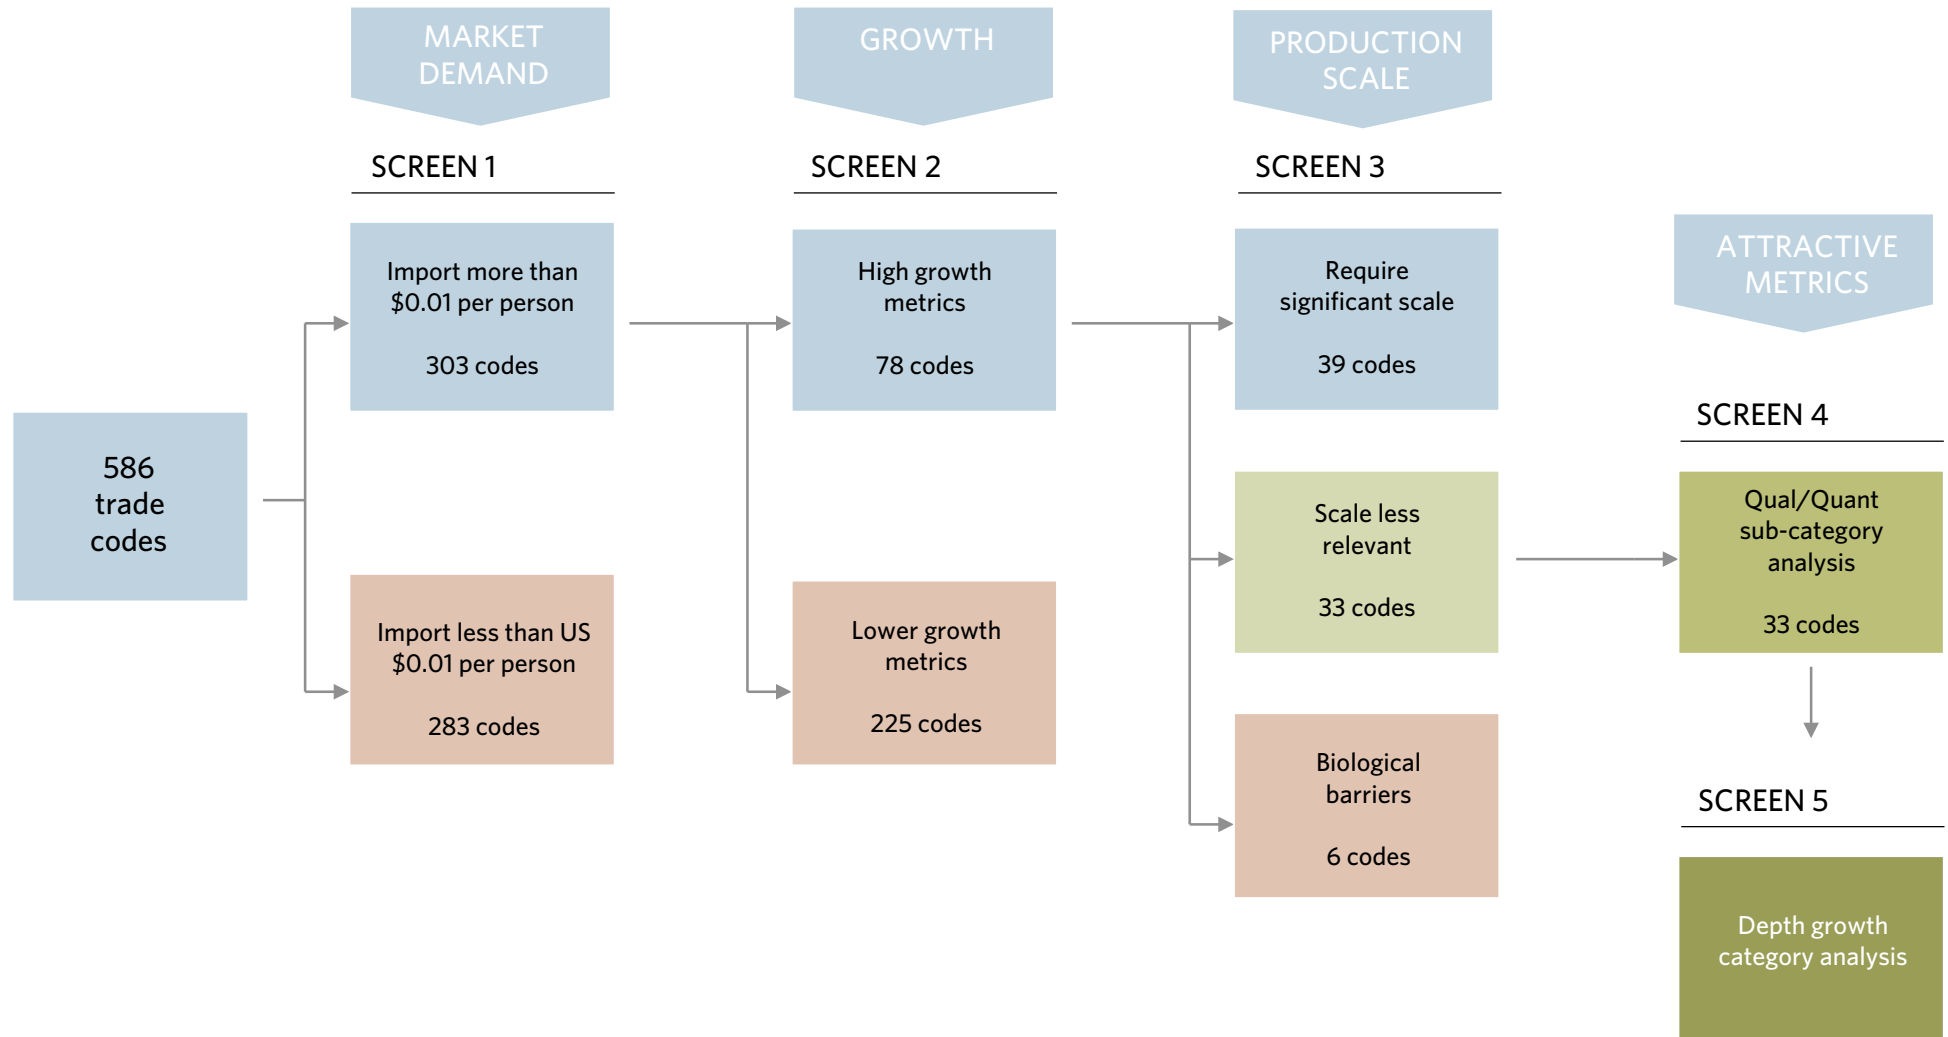 MARKET
DEMAND
GROWTH
PRODUCTION
SCALE
SCREEN 1
SCREEN 2
SCREEN 3
Import more than
$0.01 per person
303 codes
High growth
metrics
78 codes
Require
significant scale
39 codes
ATTRACTIVE
METRICS
SCREEN 4
586
trade
codes
Scale less
relevant
33 codes
Qual/Quant
sub-category
analysis
33 codes
Import less than US
$0.01 per person
283 codes
Lower growth
metrics
225 codes
Biological
barriers
6 codes
SCREEN 5
Depth growth
category analysis